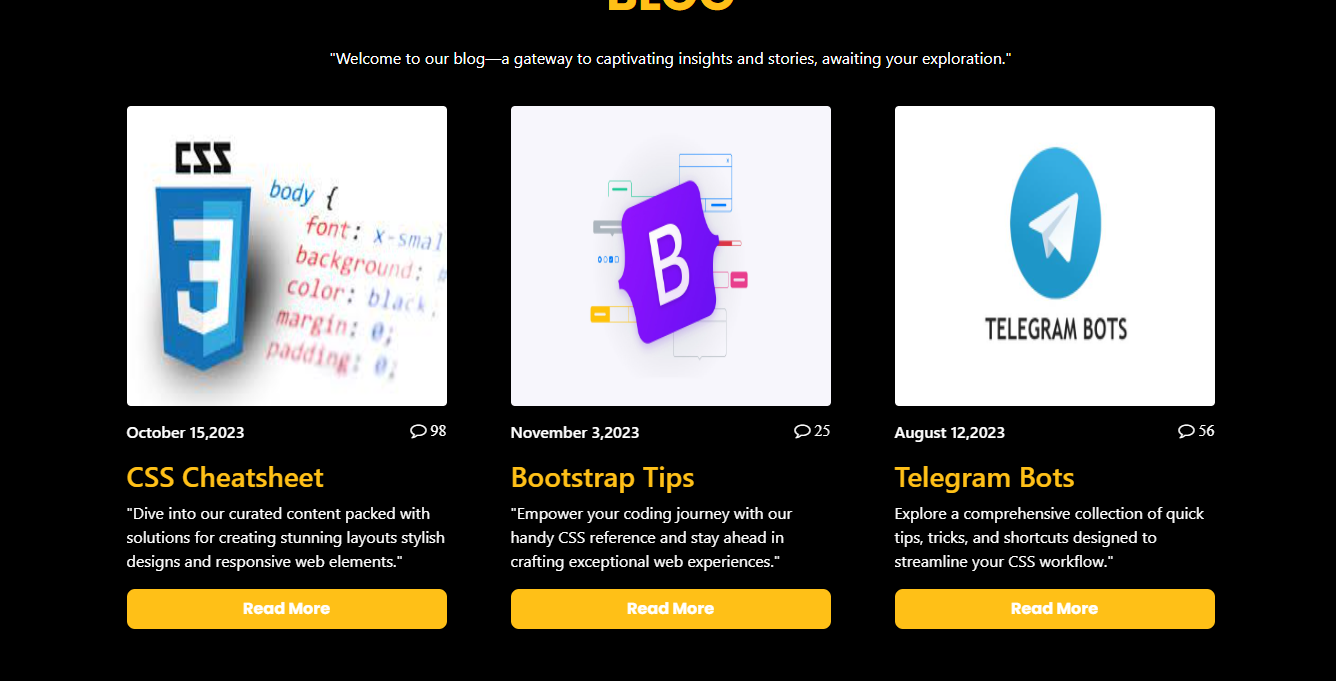 BLOG
"Welcome to our blog—a gateway to captivating insights and stories, awaiting your exploration."
CSS
3
body {
font: x-smal
background: #
color: black;
margin: 0;
padding: 0;
B
TELEGRAM BOTS
October 15,2023
98
November 3,2023
25
August 12,2023
56
CSS Cheatsheet
Bootstrap Tips
Telegram Bots
"Dive into our curated content packed with
solutions for creating stunning layouts stylish
designs and responsive web elements."
"Empower your coding journey with our
handy CSS reference and stay ahead in
crafting exceptional web experiences."
Explore a comprehensive collection of quick
tips, tricks, and shortcuts designed to
streamline your CSS workflow."
Read More
Read More
Read More